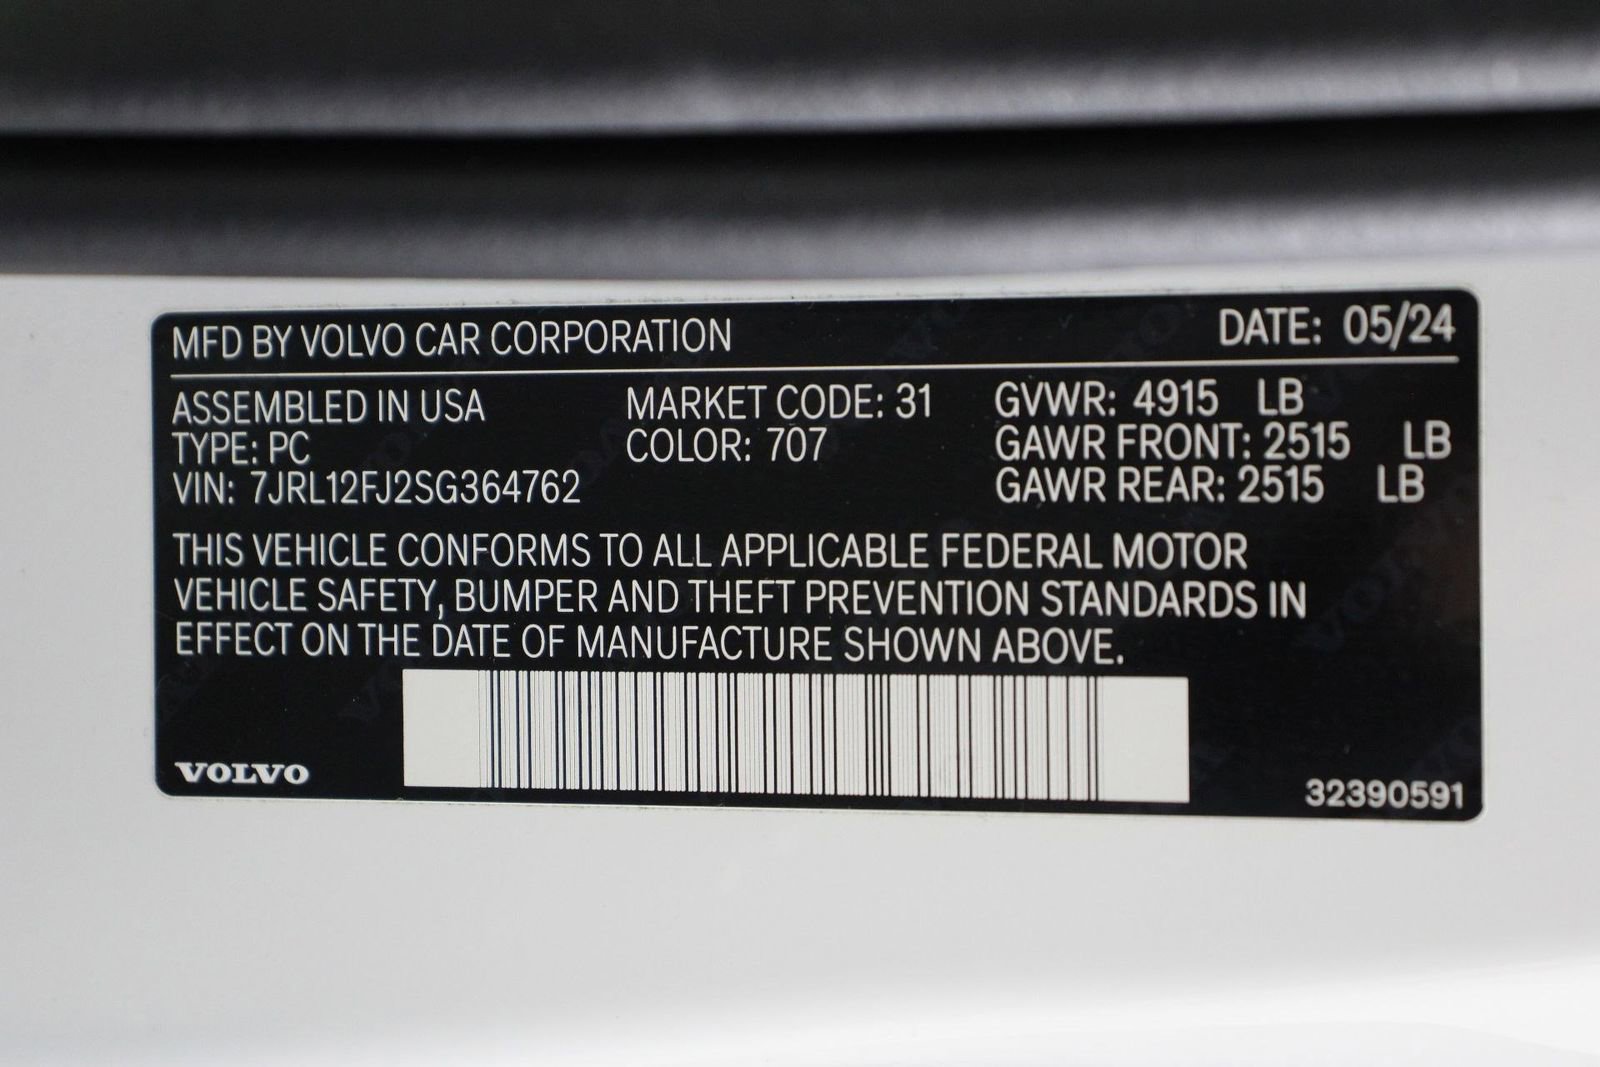 MFD BY VOLVO CAR CORPORATION DATE: 05/24
ASSEMBLED IN USA MARKET CODE: 31 GVWR: 4915 LB
TYPE: PC COLOR: 707 GAWR FRONT: 2515 LB
VIN: 7JRL12FJ2SG364762 GAWR REAR: 2515 LB
THIS VEHICLE CONFORMS TO ALL APPLICABLE FEDERAL MOTOR
VEHICLE SAFETY, BUMPER AND THEFT PREVENTION STANDARDS IN
EFFECT ON THE DATE OF MANUFACTURE SHOWN ABOVE.
VOLVO 32390591